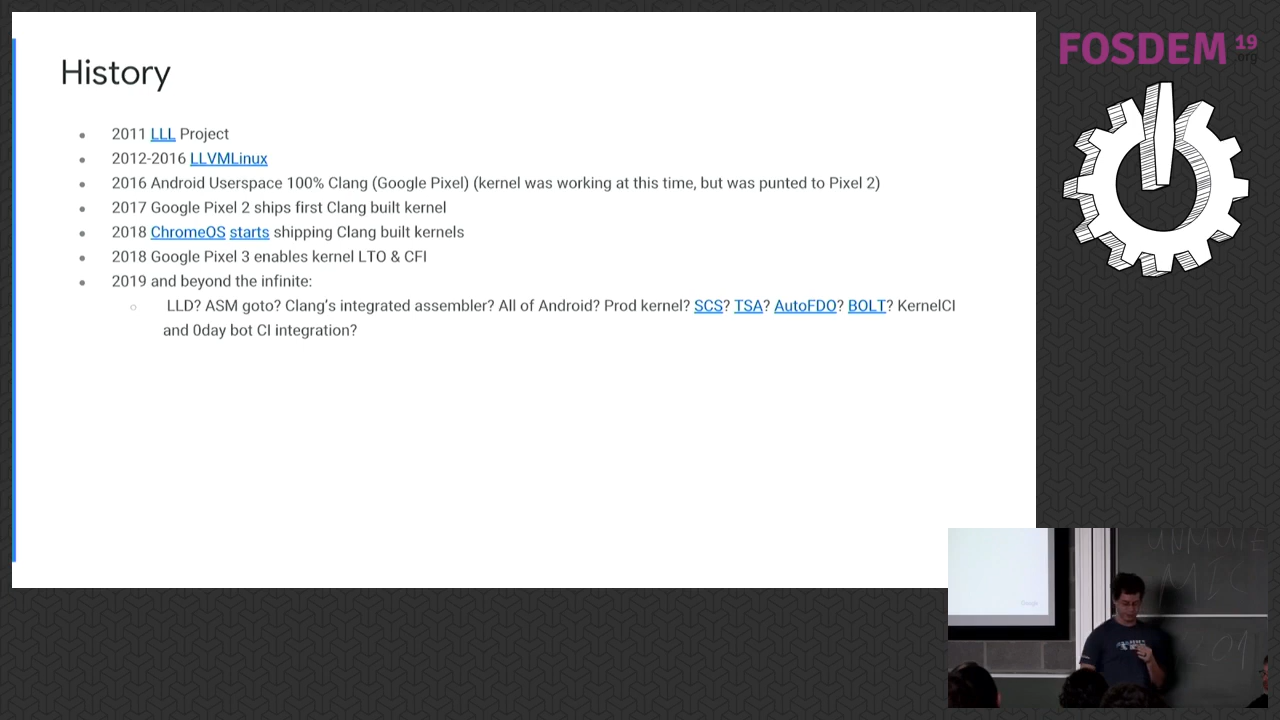 History
2011 LLL Project
2012-2016 LLVMLinux
2016 Android Userspace 100% Clang (Google Pixel) (kernel was working at this time, but was punted to Pixel 2)
2017 Google Pixel 2 ships first Clang built kernel
2018 ChromeOS starts shipping Clang built kernels
2018 Google Pixel 3 enables kernel LTO & CFI
2019 and beyond the infinite:
LLD? ASM goto? Clang's integrated assembler? All of Android? Prod kernel? SCS? TSA? AutoFDO? BOLT? KernelCI
and 0day bot CI integration?
FOSDEM 19
.org
UNMUTE
MIC